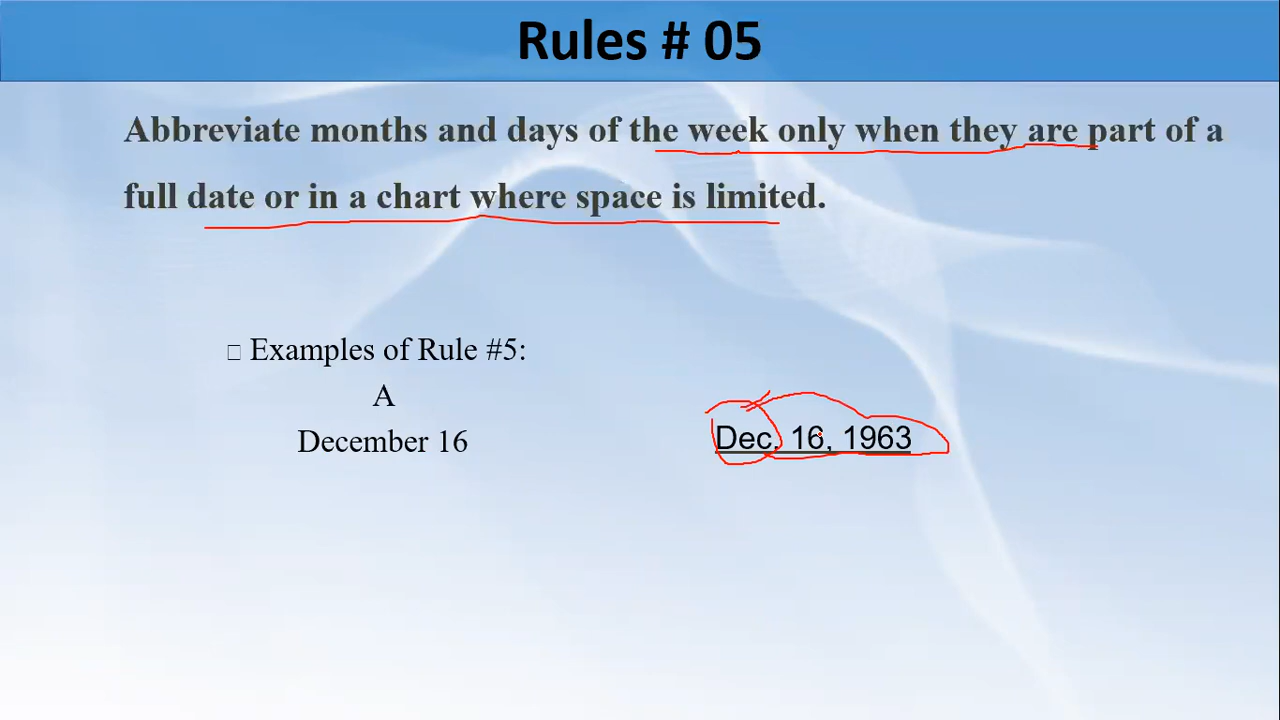 Rules # 05
Abbreviate months and days of the week only when they are part of a
full date or in a chart where space is limited.
□ Examples of Rule #5:
A
December 16
Dec. 16, 1963